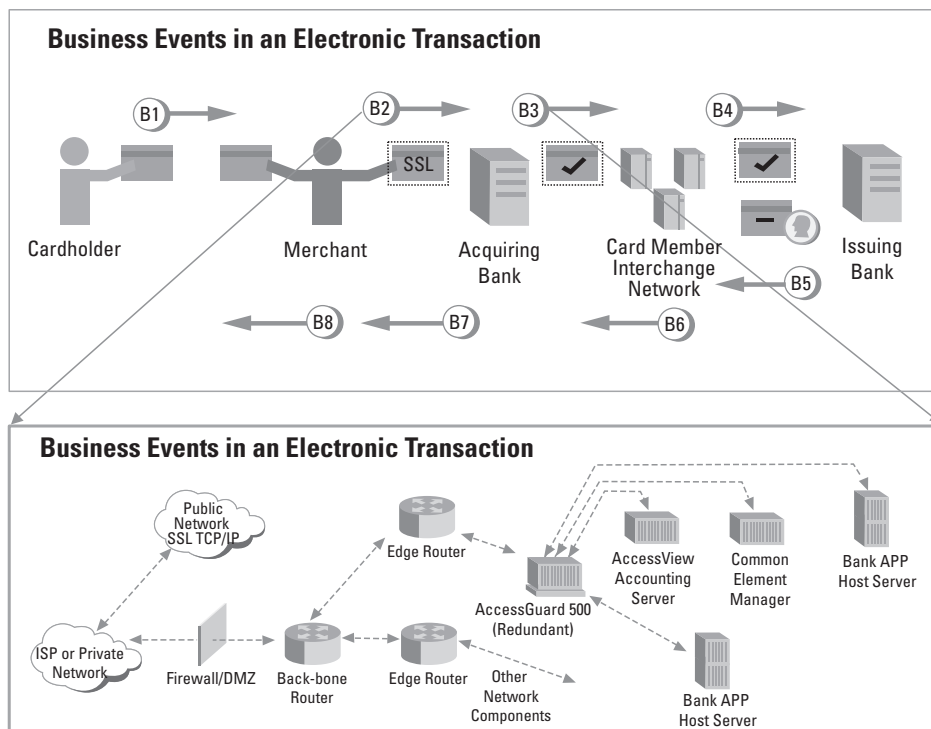 Business Events in an Electronic Transaction
B1
B2
B3
B4
SSL
Cardholder
Merchant
Acquiring
Bank
Card Member
Interchange
Network
Issuing
Bank
B5
B8
B7
B6
Business Events in an Electronic Transaction
Public
Network
SSL TCP/IP
Edge Router
AccessView
Accounting
Server
Common
Element
Manager
Bank APP
Host Server
AccessGuard 500
(Redundant)
ISP or Private
Network
Firewall/DMZ
Back-bone
Router
Edge Router
Other
Network
Components
Bank APP
Host Server